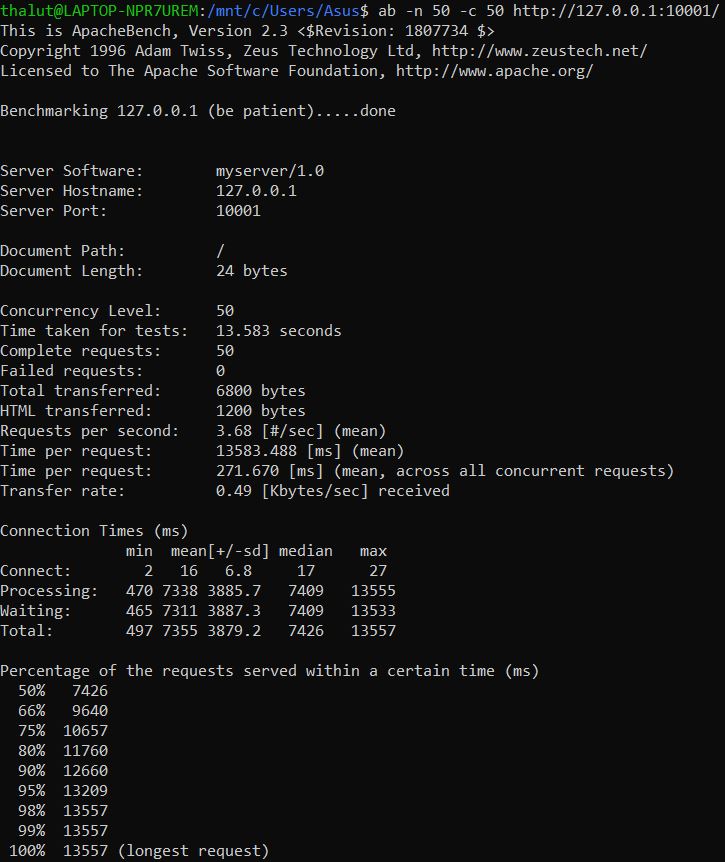 thalut@LAPTOP-NPR7UREM:/mnt/c/Users/Asus$ ab -n 50 -c 50 http://127.0.0.1:10001/
This is ApacheBench, Version 2.3 <$Revision: 1807734 $>
Copyright 1996 Adam Twiss, Zeus Technology Ltd, http://www.zeustech.net/
Licensed to The Apache Software Foundation, http://www.apache.org/

Benchmarking 127.0.0.1 (be patient).....done


Server Software:        myserver/1.0
Server Hostname:        127.0.0.1
Server Port:            10001

Document Path:          /
Document Length:        24 bytes

Concurrency Level:      50
Time taken for tests:   13.583 seconds
Complete requests:      50
Failed requests:        0
Total transferred:      6800 bytes
HTML transferred:       1200 bytes
Requests per second:    3.68 [#/sec] (mean)
Time per request:       13583.488 [ms] (mean)
Time per request:       271.670 [ms] (mean, across all concurrent requests)
Transfer rate:          0.49 [Kbytes/sec] received

Connection Times (ms)
              min  mean[+/-sd] median   max
Connect:        2   16   6.8     17      27
Processing:   470 7338 3885.7   7409   13555
Waiting:      465 7311 3887.3   7409   13533
Total:        497 7355 3879.2   7426   13557

Percentage of the requests served within a certain time (ms)
  50%   7426
  66%   9640
  75%  10657
  80%  11760
  90%  12660
  95%  13209
  98%  13557
  99%  13557
 100%  13557 (longest request)